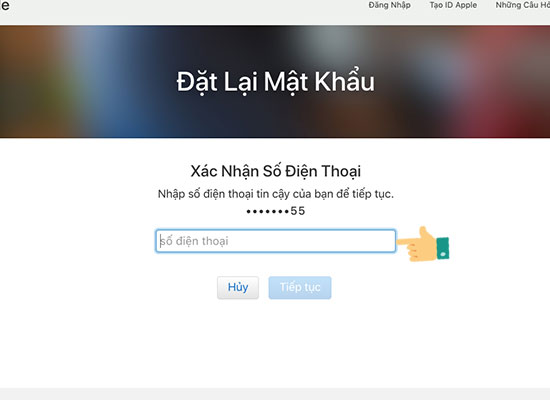 Đăng Nhập Tạo ID Apple Những Câu Hỏ
Đặt Lại Mật Khẩu
Xác Nhận Số Điện Thoại
Nhập số điện thoại tin cậy của bạn để tiếp tục.
•••••••55
số điện thoại
Hủy Tiếp tục